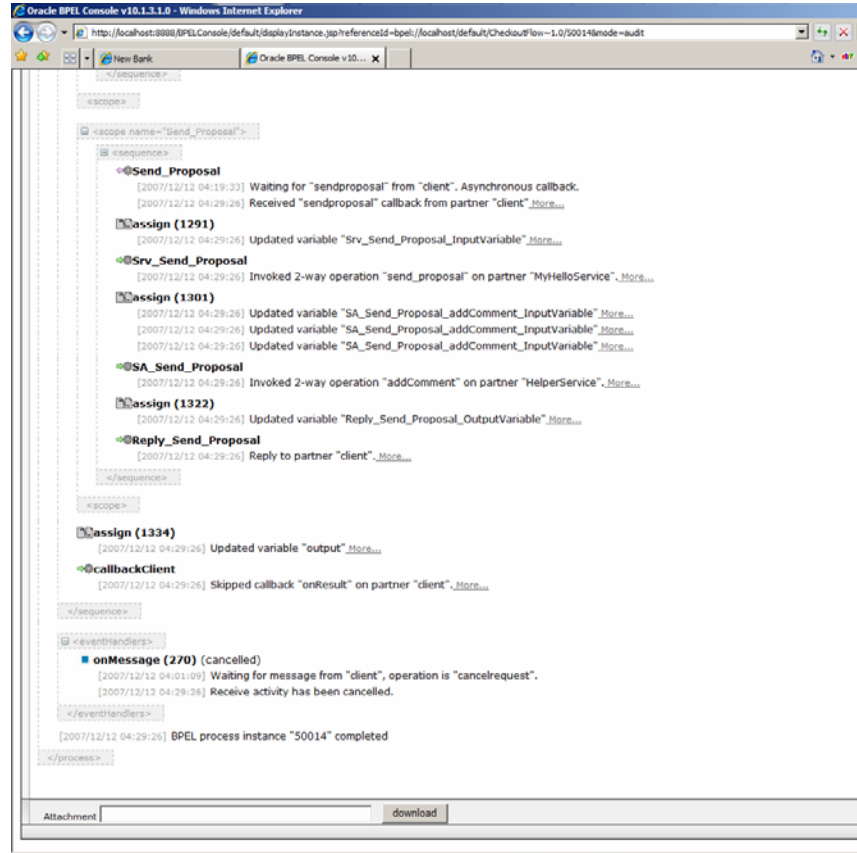 Oracle BPEL Console v10.1.3.1.0 - Windows Internet Explorer
http://localhost:8888/BPELConsole/default/displayInstance.jsp?referenceId=bpel://localhost/default/CheckoutFlow~1.0/50014&mode=audit
New Bank
Oracle BPEL Console v10...
</sequence>
<scope>
<scope name="Send_Proposal">
<sequence>
Send_Proposal
[2007/12/12 04:19:33] Waiting for "sendproposal" from "client". Asynchronous callback.
[2007/12/12 04:29:26] Received "sendproposal" callback from partner "client" More...
assign (1291)
[2007/12/12 04:29:26] Updated variable "Srv_Send_Proposal_InputVariable" More...
Srv_Send_Proposal
[2007/12/12 04:29:26] Invoked 2-way operation "send_proposal" on partner "MyHelloService". More...
assign (1301)
[2007/12/12 04:29:26] Updated variable "SA_Send_Proposal_addComment_InputVariable" More...
[2007/12/12 04:29:26] Updated variable "SA_Send_Proposal_addComment_InputVariable" More...
[2007/12/12 04:29:26] Updated variable "SA_Send_Proposal_addComment_InputVariable" More...
SA_Send_Proposal
[2007/12/12 04:29:26] Invoked 2-way operation "addComment" on partner "HelperService". More...
assign (1322)
[2007/12/12 04:29:26] Updated variable "Reply_Send_Proposal_OutputVariable" More...
Reply_Send_Proposal
[2007/12/12 04:29:26] Reply to partner "client". More...
</sequence>
<scope>
assign (1334)
[2007/12/12 04:29:26] Updated variable "output" More...
callbackClient
[2007/12/12 04:29:26] Skipped callback "onResult" on partner "client". More...
</sequence>
<eventHandlers>
onMessage (270) (cancelled)
[2007/12/12 04:01:09] Waiting for message from "client", operation is "cancelrequest".
[2007/12/12 04:29:26] Receive activity has been cancelled.
</eventHandlers>
[2007/12/12 04:29:26] BPEL process instance "50014" completed
</process>
Attachment
download